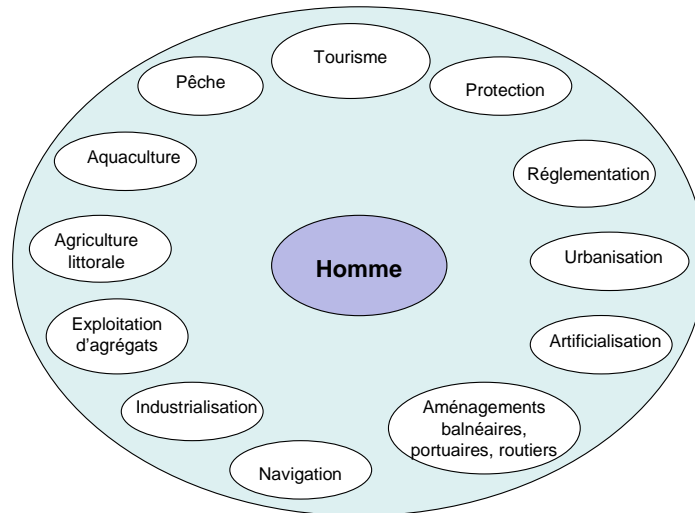 Tourisme
Pêche
Protection
Aquaculture
Réglementation
Agriculture
littorale
Homme
Urbanisation
Exploitation
d'agrégats
Artificialisation
Industrialisation
Aménagements
balnéaires,
portuaires, routiers
Navigation